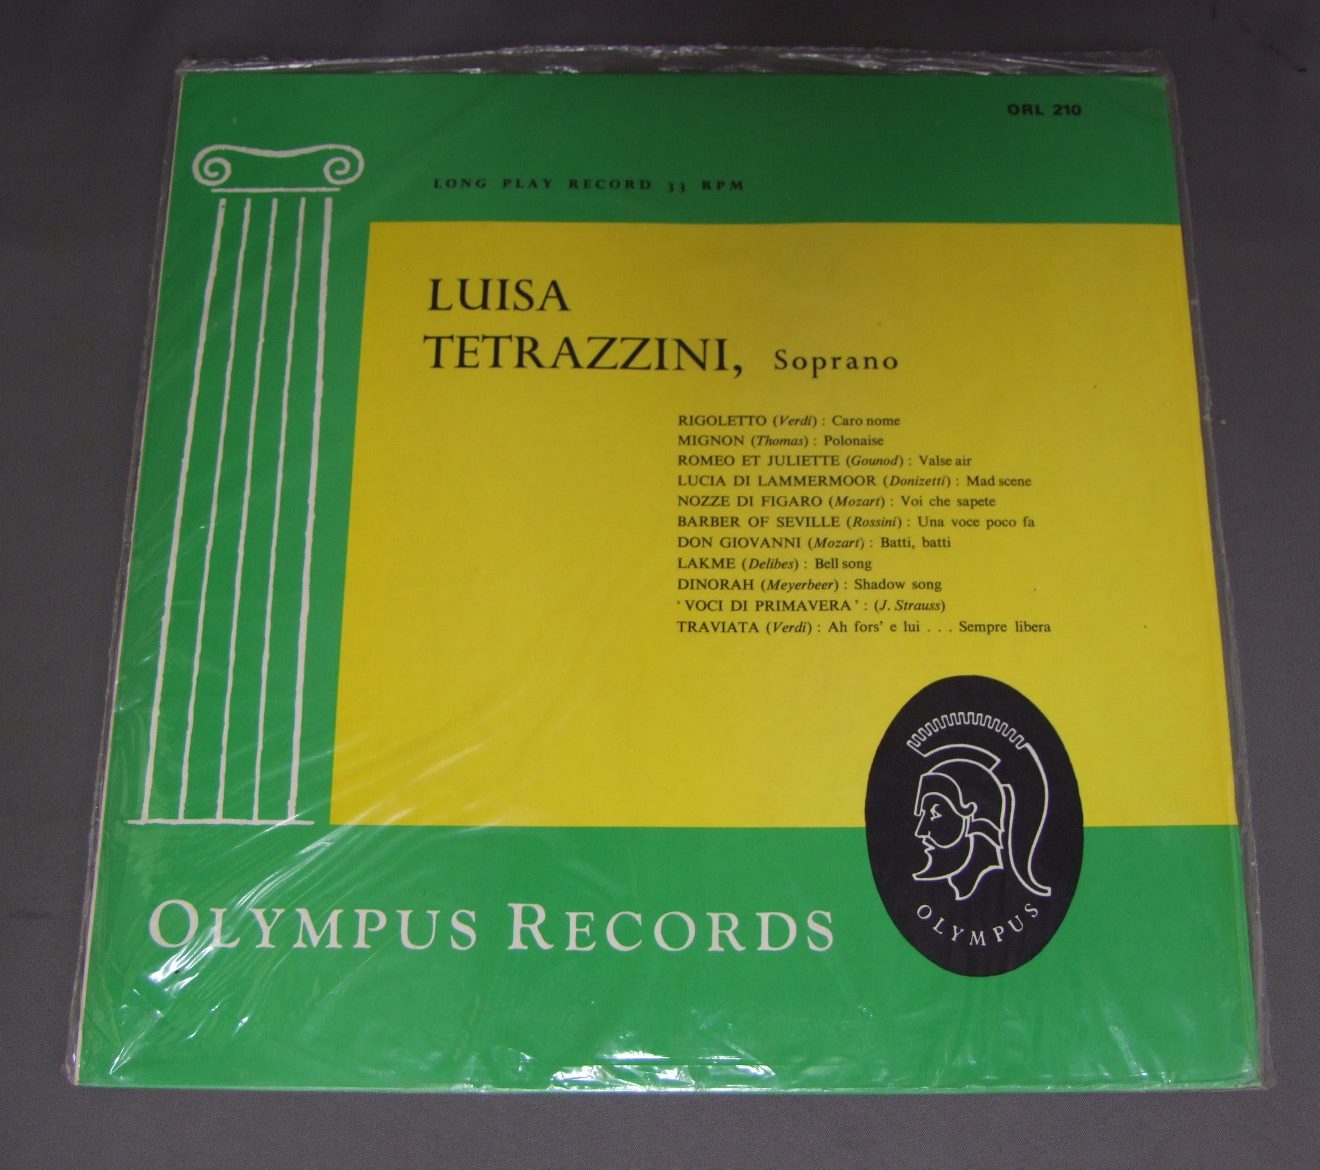 ORL 210
LONG PLAY RECORD 33 RPM
LUISA
TETRAZZINI, Soprano
RIGOLETTO (Verdi) : Caro nome
MIGNON (Thomas) : Polonaise
ROMEO ET JULIETTE (Gounod) : Valse air
LUCIA DI LAMMERMOOR (Donizetti) : Mad scene
NOZZE DI FIGARO (Mozart) : Voi che sapete
BARBER OF SEVILLE (Rossini) : Una voce poco fa
DON GIOVANNI (Mozart) : Batti, batti
LAKME (Delibes) : Bell song
DINORAH (Meyerbeer) : Shadow song
‘ VOCI DI PRIMAVERA ’ : (J. Strauss)
TRAVIATA (Verdi) : Ah fors’ e lui . . . Sempre libera
OLYMPUS RECORDS
OLYMPUS